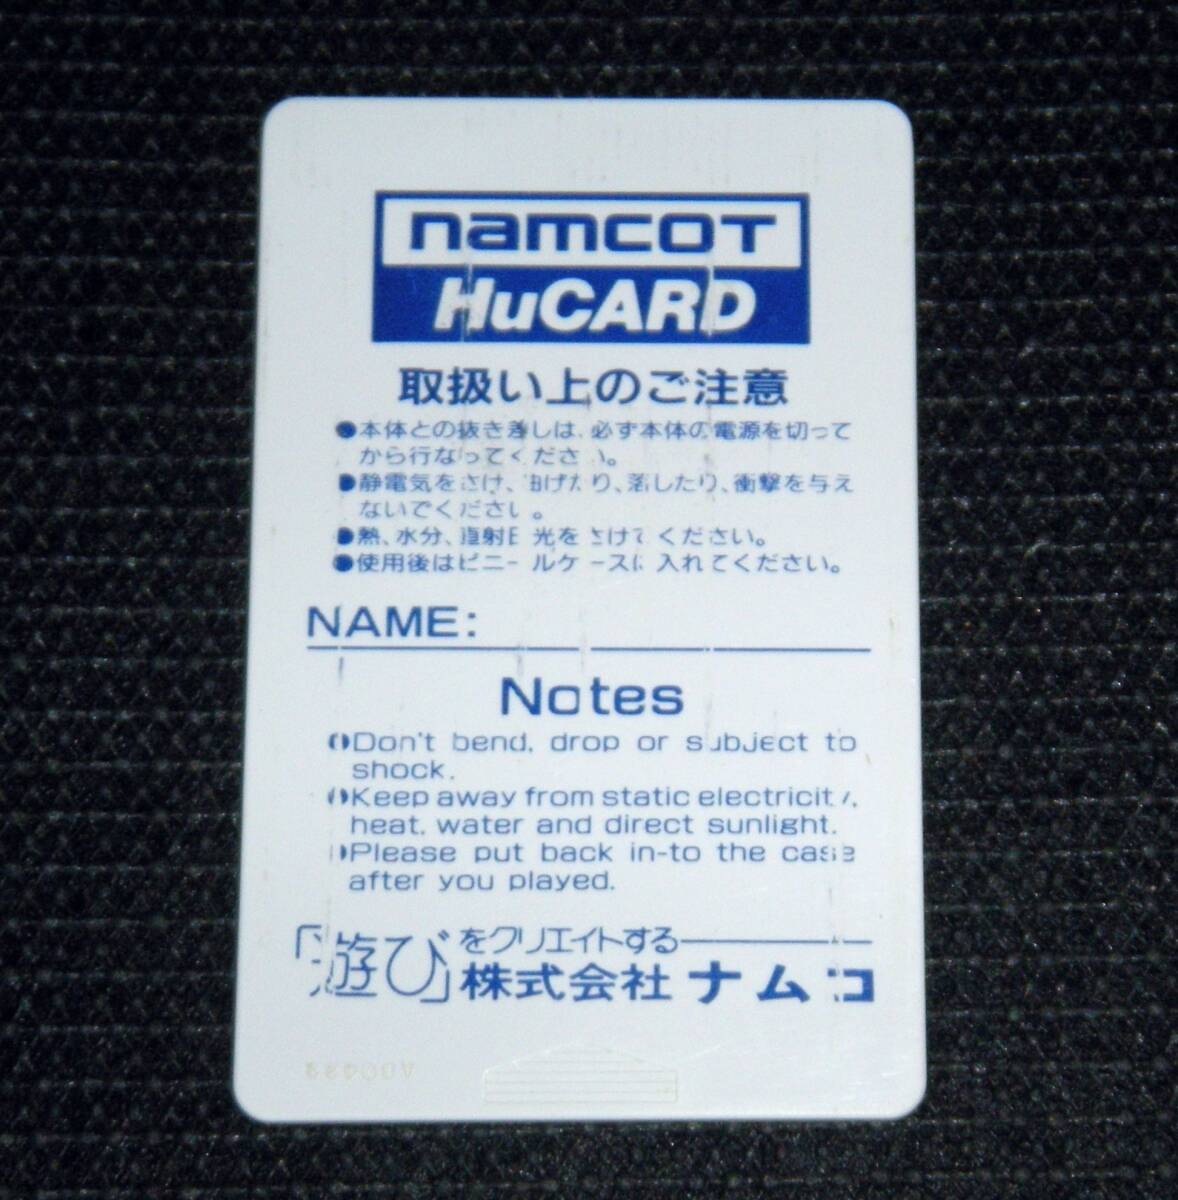 namcoT
HuCARD
取扱い上のご注意
●本体との抜き差しは、必ず本体の電源を切って
から行なってください。
●静電気をさけ、曲げたり、落したり、衝撃を与え
ないでください。
●熱、水分、直射日光をさけてください。
●使用後はビニールケースに入れてください。
NAME:
Notes
●Don't bend, drop or subject to
shock.
●Keep away from static electricity,
heat, water and direct sunlight.
●Please put back in-to the case
after you played.
「遊び」をクリエイトする
株式会社ナムコ